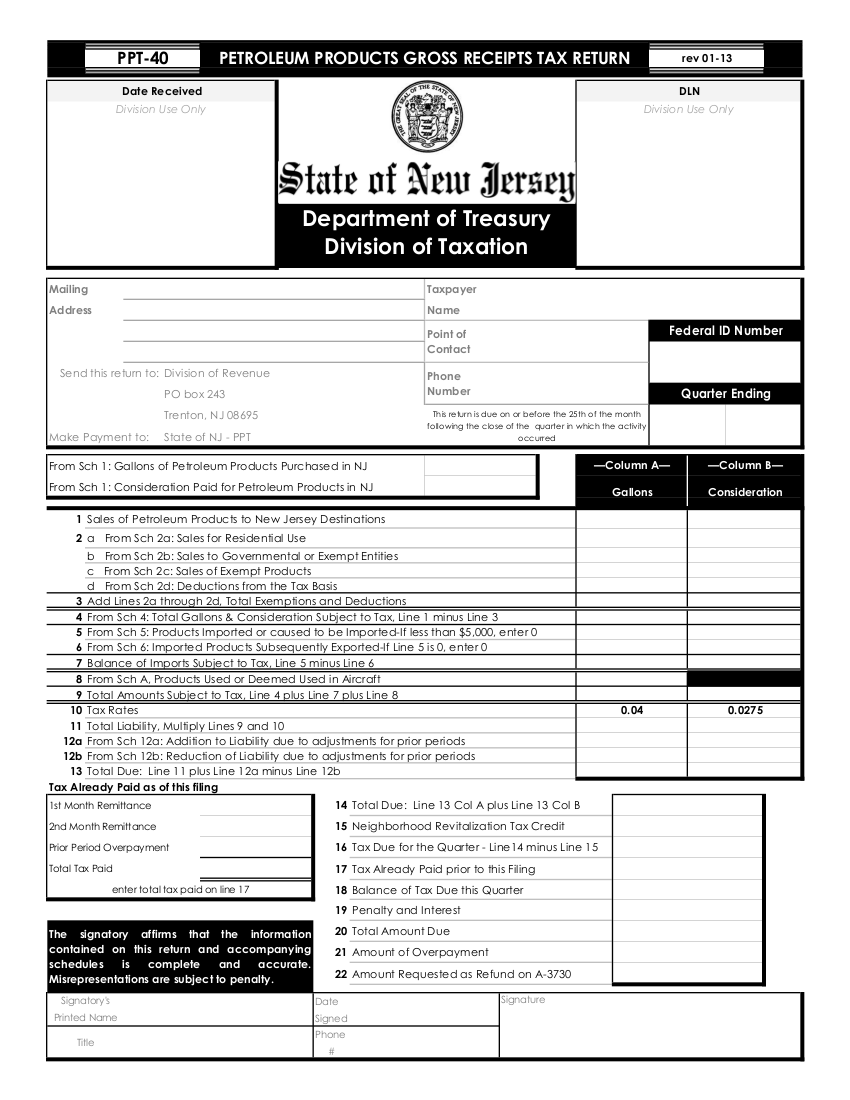 PPT-40
PETROLEUM PRODUCTS GROSS RECEIPTS TAX RETURN
rev 01-13
Date Received
Division Use Only
State of New Jersey
Department of Treasury
Division of Taxation
DLN
Division Use Only
Mailing
Address
Send this return to: Division of Revenue
PO box 243
Trenton, NJ 08695
Make Payment to: State of NJ - PPT
Taxpayer
Name
Point of
Contact
Phone
Number
This return is due on or before the 25th of the month
following the close of the quarter in which the activity
occurred
Federal ID Number
Quarter Ending
From Sch 1: Gallons of Petroleum Products Purchased in NJ
From Sch 1: Consideration Paid for Petroleum Products in NJ
—Column A— —Column B—
Gallons Consideration
1 Sales of Petroleum Products to New Jersey Destinations
2 a From Sch 2a: Sales for Residential Use
b From Sch 2b: Sales to Governmental or Exempt Entities
c From Sch 2c: Sales of Exempt Products
d From Sch 2d: Deductions from the Tax Basis
3 Add Lines 2a through 2d, Total Exemptions and Deductions
4 From Sch 4: Total Gallons & Consideration Subject to Tax, Line 1 minus Line 3
5 From Sch 5: Products Imported or caused to be Imported-If less than $5,000, enter 0
6 From Sch 6: Imported Products Subsequently Exported-If Line 5 is 0, enter 0
7 Balance of Imports Subject to Tax, Line 5 minus Line 6
8 From Sch A, Products Used or Deemed Used in Aircraft
9 Total Amounts Subject to Tax, Line 4 plus Line 7 plus Line 8
10 Tax Rates 0.04 0.0275
11 Total Liability, Multiply Lines 9 and 10
12a From Sch 12a: Addition to Liability due to adjustments for prior periods
12b From Sch 12b: Reduction of Liability due to adjustments for prior periods
13 Total Due: Line 11 plus Line 12a minus Line 12b
Tax Already Paid as of this filing
1st Month Remittance
2nd Month Remittance
Prior Period Overpayment
Total Tax Paid
enter total tax paid on line 17
14 Total Due: Line 13 Col A plus Line 13 Col B
15 Neighborhood Revitalization Tax Credit
16 Tax Due for the Quarter - Line14 minus Line 15
17 Tax Already Paid prior to this Filing
18 Balance of Tax Due this Quarter
19 Penalty and Interest
20 Total Amount Due
21 Amount of Overpayment
22 Amount Requested as Refund on A-3730
The signatory affirms that the information
contained on this return and accompanying
schedules is complete and accurate.
Misrepresentations are subject to penalty.
Signatory's
Printed Name
Title
Date
Signed
Phone
#
Signature